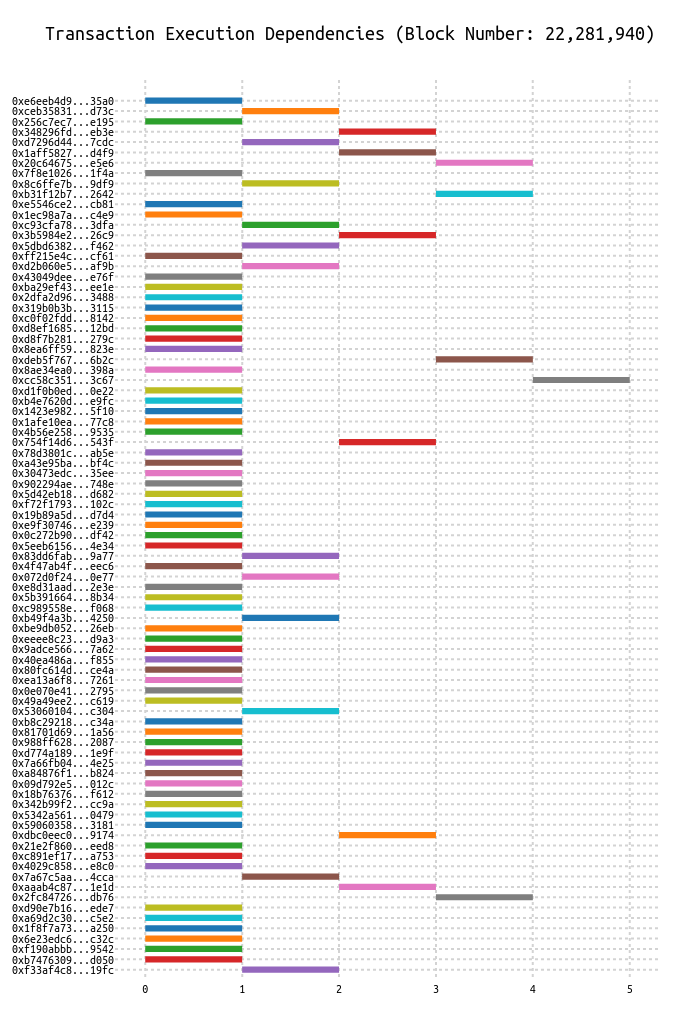 Transaction Execution Dependencies (Block Number: 22,281,940)
0xe6eeb4d9...35a0
0xceb35831...d73c
0x256c7ec7...e195
0x348296fd...eb3e
0xd7296d44...7cdc
0x1aff5827...d4f9
0x20c64675...e5e6
0x7f8e1026...1f4a
0x8c6ffe7b...9df9
0xb31f12b7...2642
0xe5546ce2...cb81
0x1ec98a7a...c4e9
0xc93cfa78...3dfa
0x3b5984e2...26c9
0x5dbd6382...f462
0xff215e4c...cf61
0xd2b060e5...af9b
0x43049dee...e76f
0xba29ef43...ee1e
0x2dfa2d96...3488
0x319b0b3b...3115
0xc0f02fdd...8142
0xd8ef1685...12bd
0xd8f7b281...279c
0x8ea6ff59...823e
0xdeb5f767...6b2c
0x8ae34ea0...398a
0xcc58c351...3c67
0xd1f0b0ed...0e22
0xb4e7620d...e9fc
0x1423e982...5f10
0x1afe10ea...77c8
0x4b56e258...9535
0x754f14d6...543f
0x78d3801c...ab5e
0xa43e95ba...bf4c
0x30473edc...35ee
0x902294ae...748e
0x5d42eb18...d682
0xf72f1793...102c
0x19b89a5d...d7d4
0xe9f30746...e239
0x0c272b90...df42
0x5eeb6156...4e34
0x83dd6fab...9a77
0x4f47ab4f...eec6
0x072d0f24...0e77
0xe8d31aad...2e3e
0x5b391664...8b34
0xc989558e...f068
0xb49f4a3b...4250
0xbe9db052...26eb
0xeeee8c23...d9a3
0x9adce566...7a62
0x40ea486a...f855
0x80fc614d...ce4a
0xea13a6f8...7261
0x0e070e41...2795
0x49a49ee2...c619
0x53060104...c304
0xb8c29218...c34a
0x81701d69...1a56
0x988ff628...2087
0xd774a189...1e9f
0x7a66fb04...4e25
0xa84876f1...b824
0x09d792e5...012c
0x18b76376...f612
0x342b99f2...cc9a
0x5342a561...0479
0x59060358...3181
0xdbc0eec0...9174
0x21e2f860...eed8
0xc891ef17...a753
0x4029c858...e8c0
0x7a67c5aa...4cca
0xaaab4c87...1e1d
0x2fc84726...db76
0xd90e7b16...ede7
0xa69d2c30...c5e2
0x1f8f7a73...a250
0x6e23edc6...c32c
0xf190abbb...9542
0xb7476309...d050
0xf33af4c8...19fc
0 1 2 3 4 5